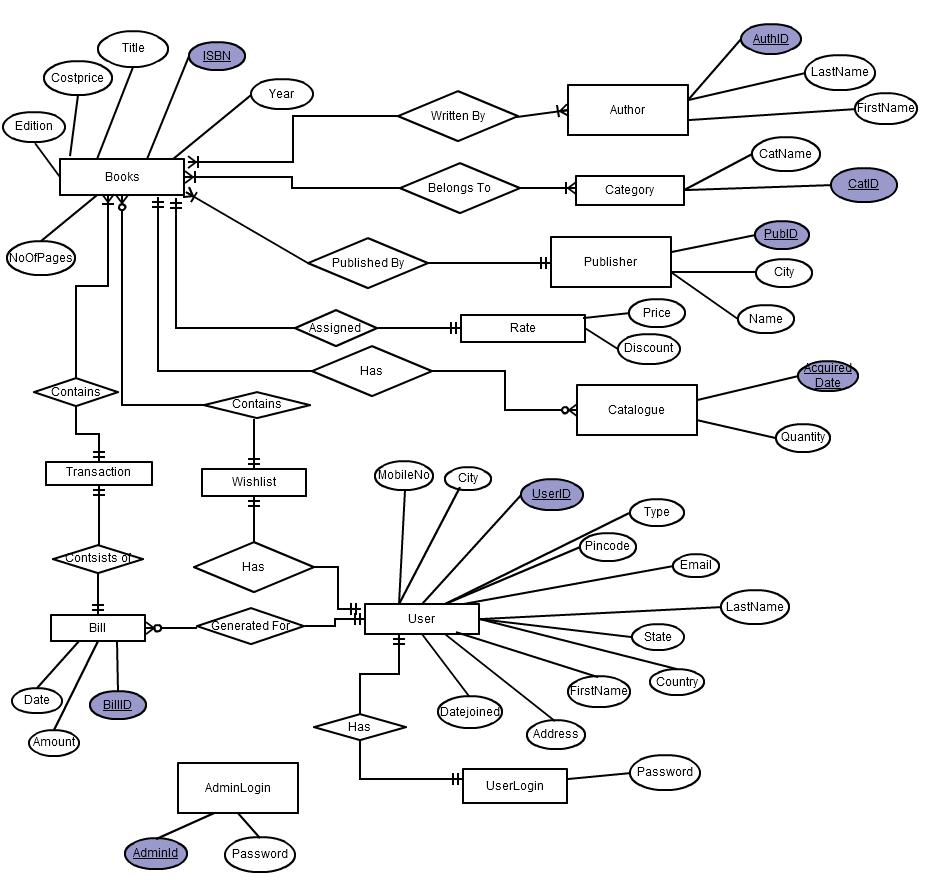 Title
ISBN
AuthID
Costprice
LastName
Year
FirstName
Edition
Written By
Author
CatName
Books
Belongs To
Category
CatID
PubID
NoOfPages
Published By
Publisher
City
Name
Price
Assigned
Rate
Discount
Has
Acquired
Date
Contains
Contains
Catalogue
Quantity
Transaction
Wishlist
MobileNo
City
UserID
Type
Pincode
Contsists of
Has
Email
LastName
Bill
Generated For
User
State
Country
FirstName
Date
BillID
Datejoined
Address
Amount
Has
Password
AdminLogin
UserLogin
AdminId
Password